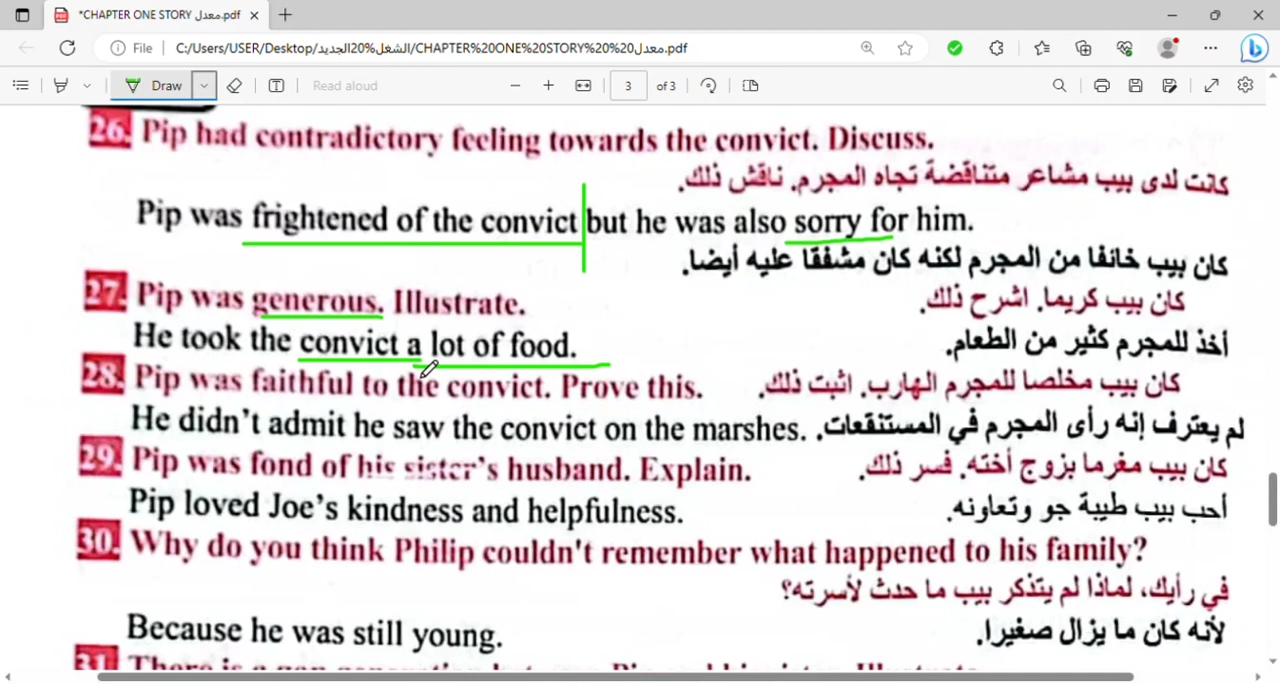 *CHAPTER ONE STORY معدل.pdf
File
C:/Users/USER/Desktop/الشغل%20الجديد/CHAPTER%20ONE%20STORY%20%20معدل.pdf
Draw
Read aloud
3 of 3
26. Pip had contradictory feeling towards the convict. Discuss.
كانت لدى بيب مشاعر متناقضة تجاه المجرم. ناقش ذلك.
Pip was frightened of the convict but he was also sorry for him.
كان بيب خائفا من المجرم لكنه كان مشفقا عليه أيضا.
27. Pip was generous. Illustrate. كان بيب كريما. اشرح ذلك.
He took the convict a lot of food. أخذ للمجرم كثير من الطعام.
28. Pip was faithful to the convict. Prove this. كان بيب مخلصا للمجرم الهارب. اثبت ذلك.
He didn't admit he saw the convict on the marshes. لم يعترف إنه رأى المجرم في المستنقعات.
29. Pip was fond of his sister's husband. Explain. كان بيب مغرما بزوج أخته. فسر ذلك.
Pip loved Joe's kindness and helpfulness. أحب بيب طيبة جو وتعاونه.
30. Why do you think Philip couldn't remember what happened to his family?
في رأيك، لماذا لم يتذكر بيب ما حدث لأسرته؟
Because he was still young. لأنه كان ما يزال صغيرا.
31. There is a